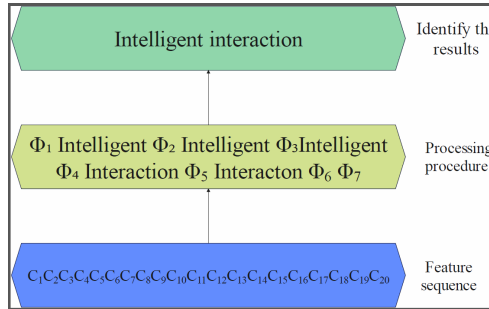 Intelligent interaction
Identify th
results
Φ₁ Intelligent Φ₂ Intelligent Φ₃Intelligent
Φ₄ Interaction Φ₅ Interacton Φ₆ Φ₇
Processing
procedure
C₁C₂C₃C₄C₅C₆C₇C₈C₉C₁₀C₁₁C₁₂C₁₃C₁₄C₁₅C₁₆C₁₇C₁₈C₁₉C₂₀
Feature
sequence